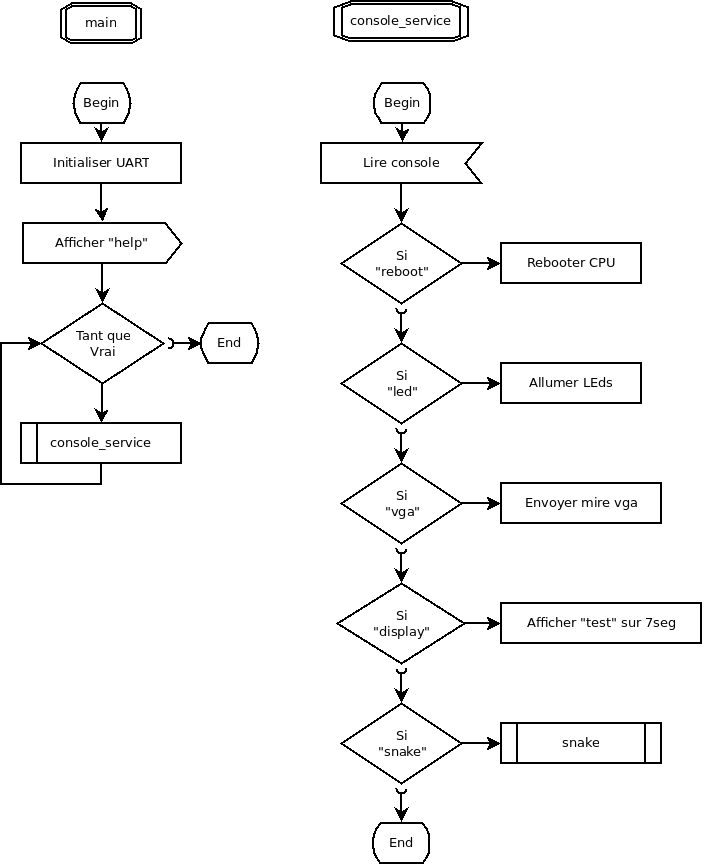 main
Begin
Initialiser UART
Afficher "help"
Tant que
Vrai
End
console_service
console_service
Begin
Lire console
Si
"reboot"
Rebooter CPU
Si
"led"
Allumer LEds
Si
"vga"
Envoyer mire vga
Si
"display"
Afficher "test" sur 7seg
Si
"snake"
snake
End